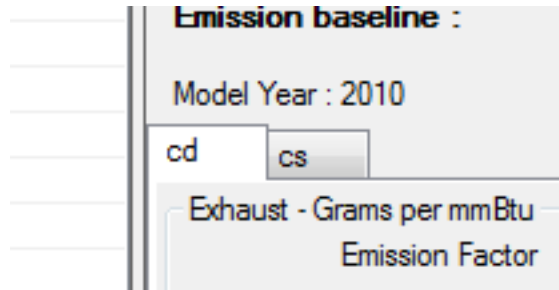 Emission baseline :
Model Year : 2010
cd cs
Exhaust - Grams per mmBtu
Emission Factor